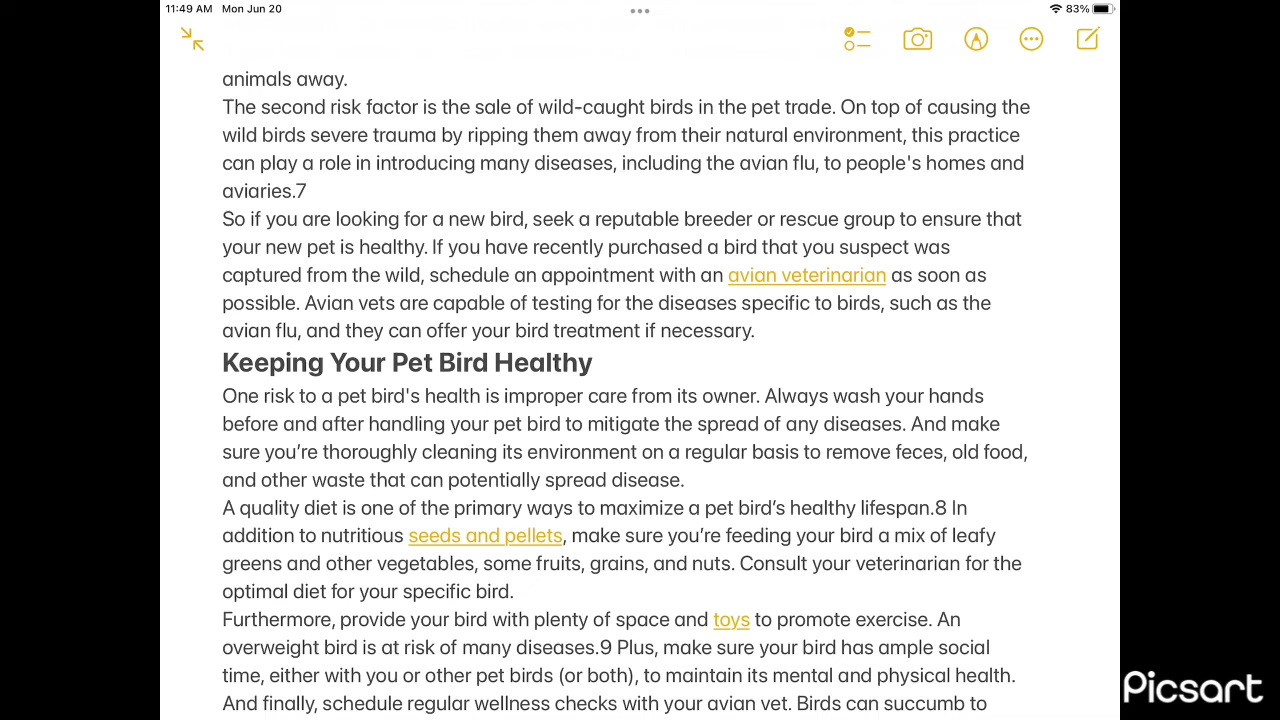 11:49 AM Mon Jun 20
83%
animals away.
The second risk factor is the sale of wild-caught birds in the pet trade. On top of causing the
wild birds severe trauma by ripping them away from their natural environment, this practice
can play a role in introducing many diseases, including the avian flu, to people's homes and
aviaries.7
So if you are looking for a new bird, seek a reputable breeder or rescue group to ensure that
your new pet is healthy. If you have recently purchased a bird that you suspect was
captured from the wild, schedule an appointment with an avian veterinarian as soon as
possible. Avian vets are capable of testing for the diseases specific to birds, such as the
avian flu, and they can offer your bird treatment if necessary.
Keeping Your Pet Bird Healthy
One risk to a pet bird's health is improper care from its owner. Always wash your hands
before and after handling your pet bird to mitigate the spread of any diseases. And make
sure you’re thoroughly cleaning its environment on a regular basis to remove feces, old food,
and other waste that can potentially spread disease.
A quality diet is one of the primary ways to maximize a pet bird’s healthy lifespan.8 In
addition to nutritious seeds and pellets, make sure you’re feeding your bird a mix of leafy
greens and other vegetables, some fruits, grains, and nuts. Consult your veterinarian for the
optimal diet for your specific bird.
Furthermore, provide your bird with plenty of space and toys to promote exercise. An
overweight bird is at risk of many diseases.9 Plus, make sure your bird has ample social
time, either with you or other pet birds (or both), to maintain its mental and physical health.
And finally, schedule regular wellness checks with your avian vet. Birds can succumb to
Picsart